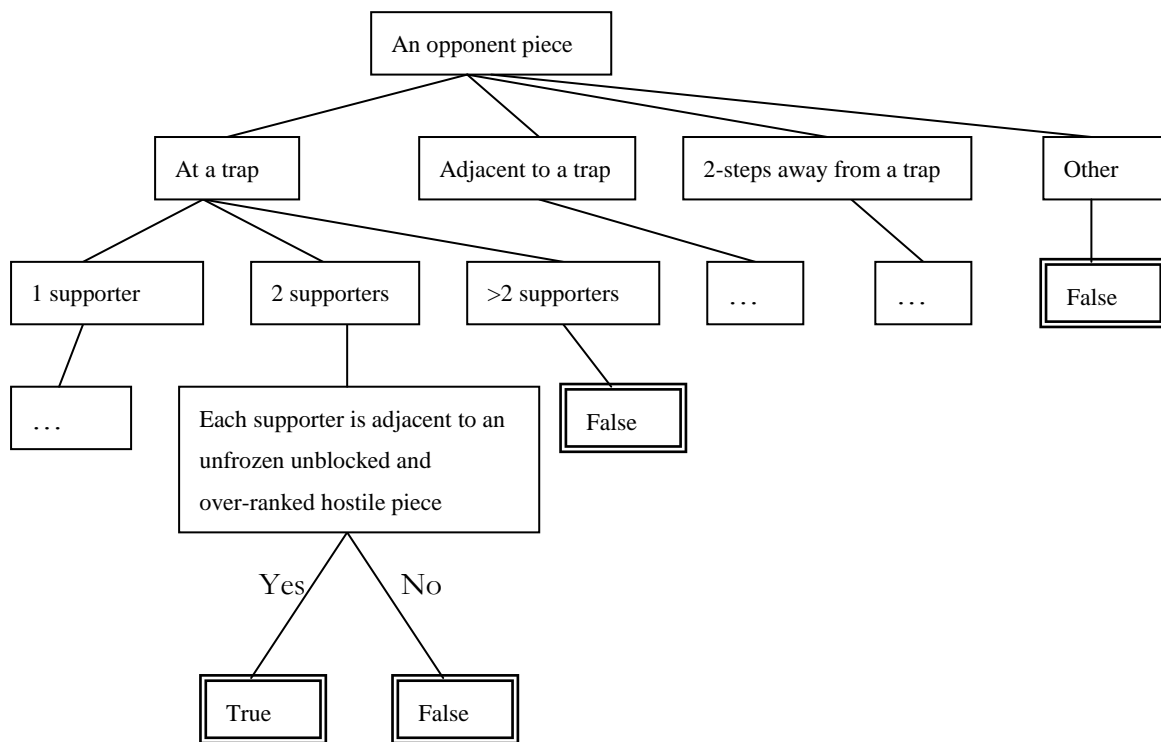 An opponent piece
At a trap
Adjacent to a trap
2-steps away from a trap
Other
1 supporter
2 supporters
>2 supporters
…
…
False
…
Each supporter is adjacent to an
unfrozen unblocked and
over-ranked hostile piece
False
Yes
No
True
False